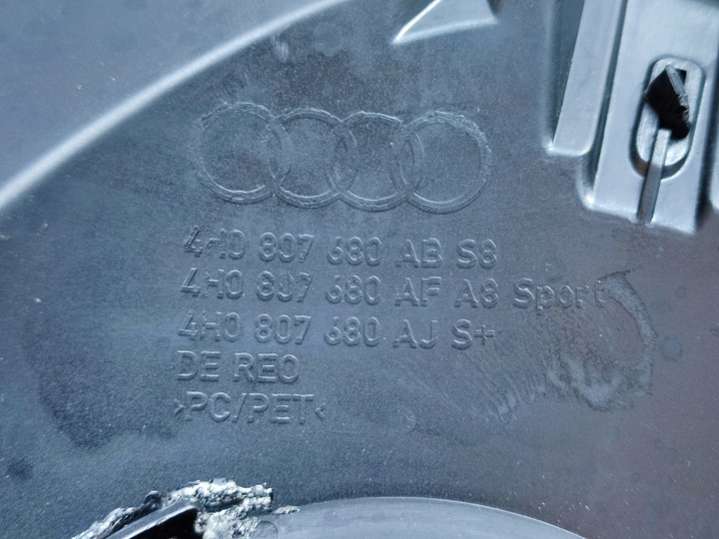 4H0 807 680 AB S8
4H0 807 680 AF A8 Sport
4H0 807 680 AJ S+
DE REO
>PC/PET<